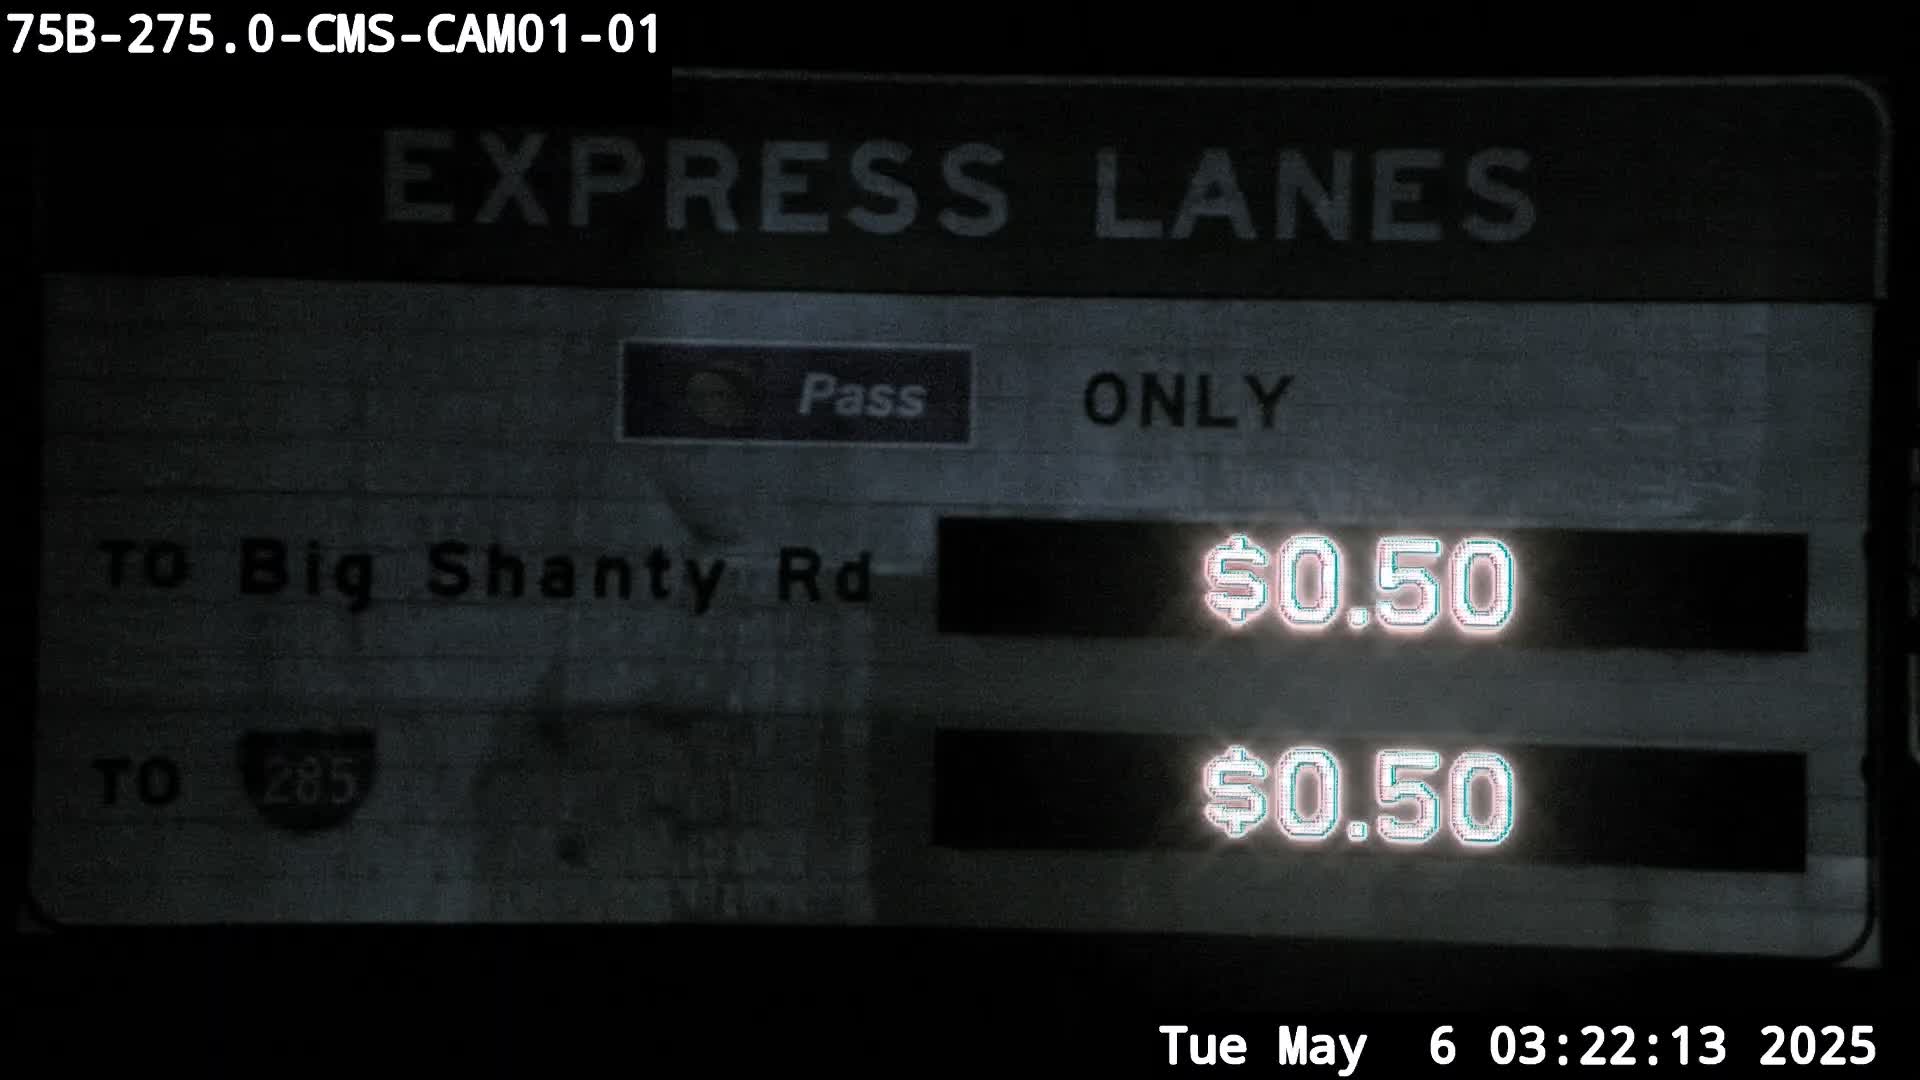 75B-275.0-CMS-CAM01-01
EXPRESS LANES
Pass ONLY
TO Big Shanty Rd $0.50
TO 285 $0.50
Tue May 6 03:22:13 2025